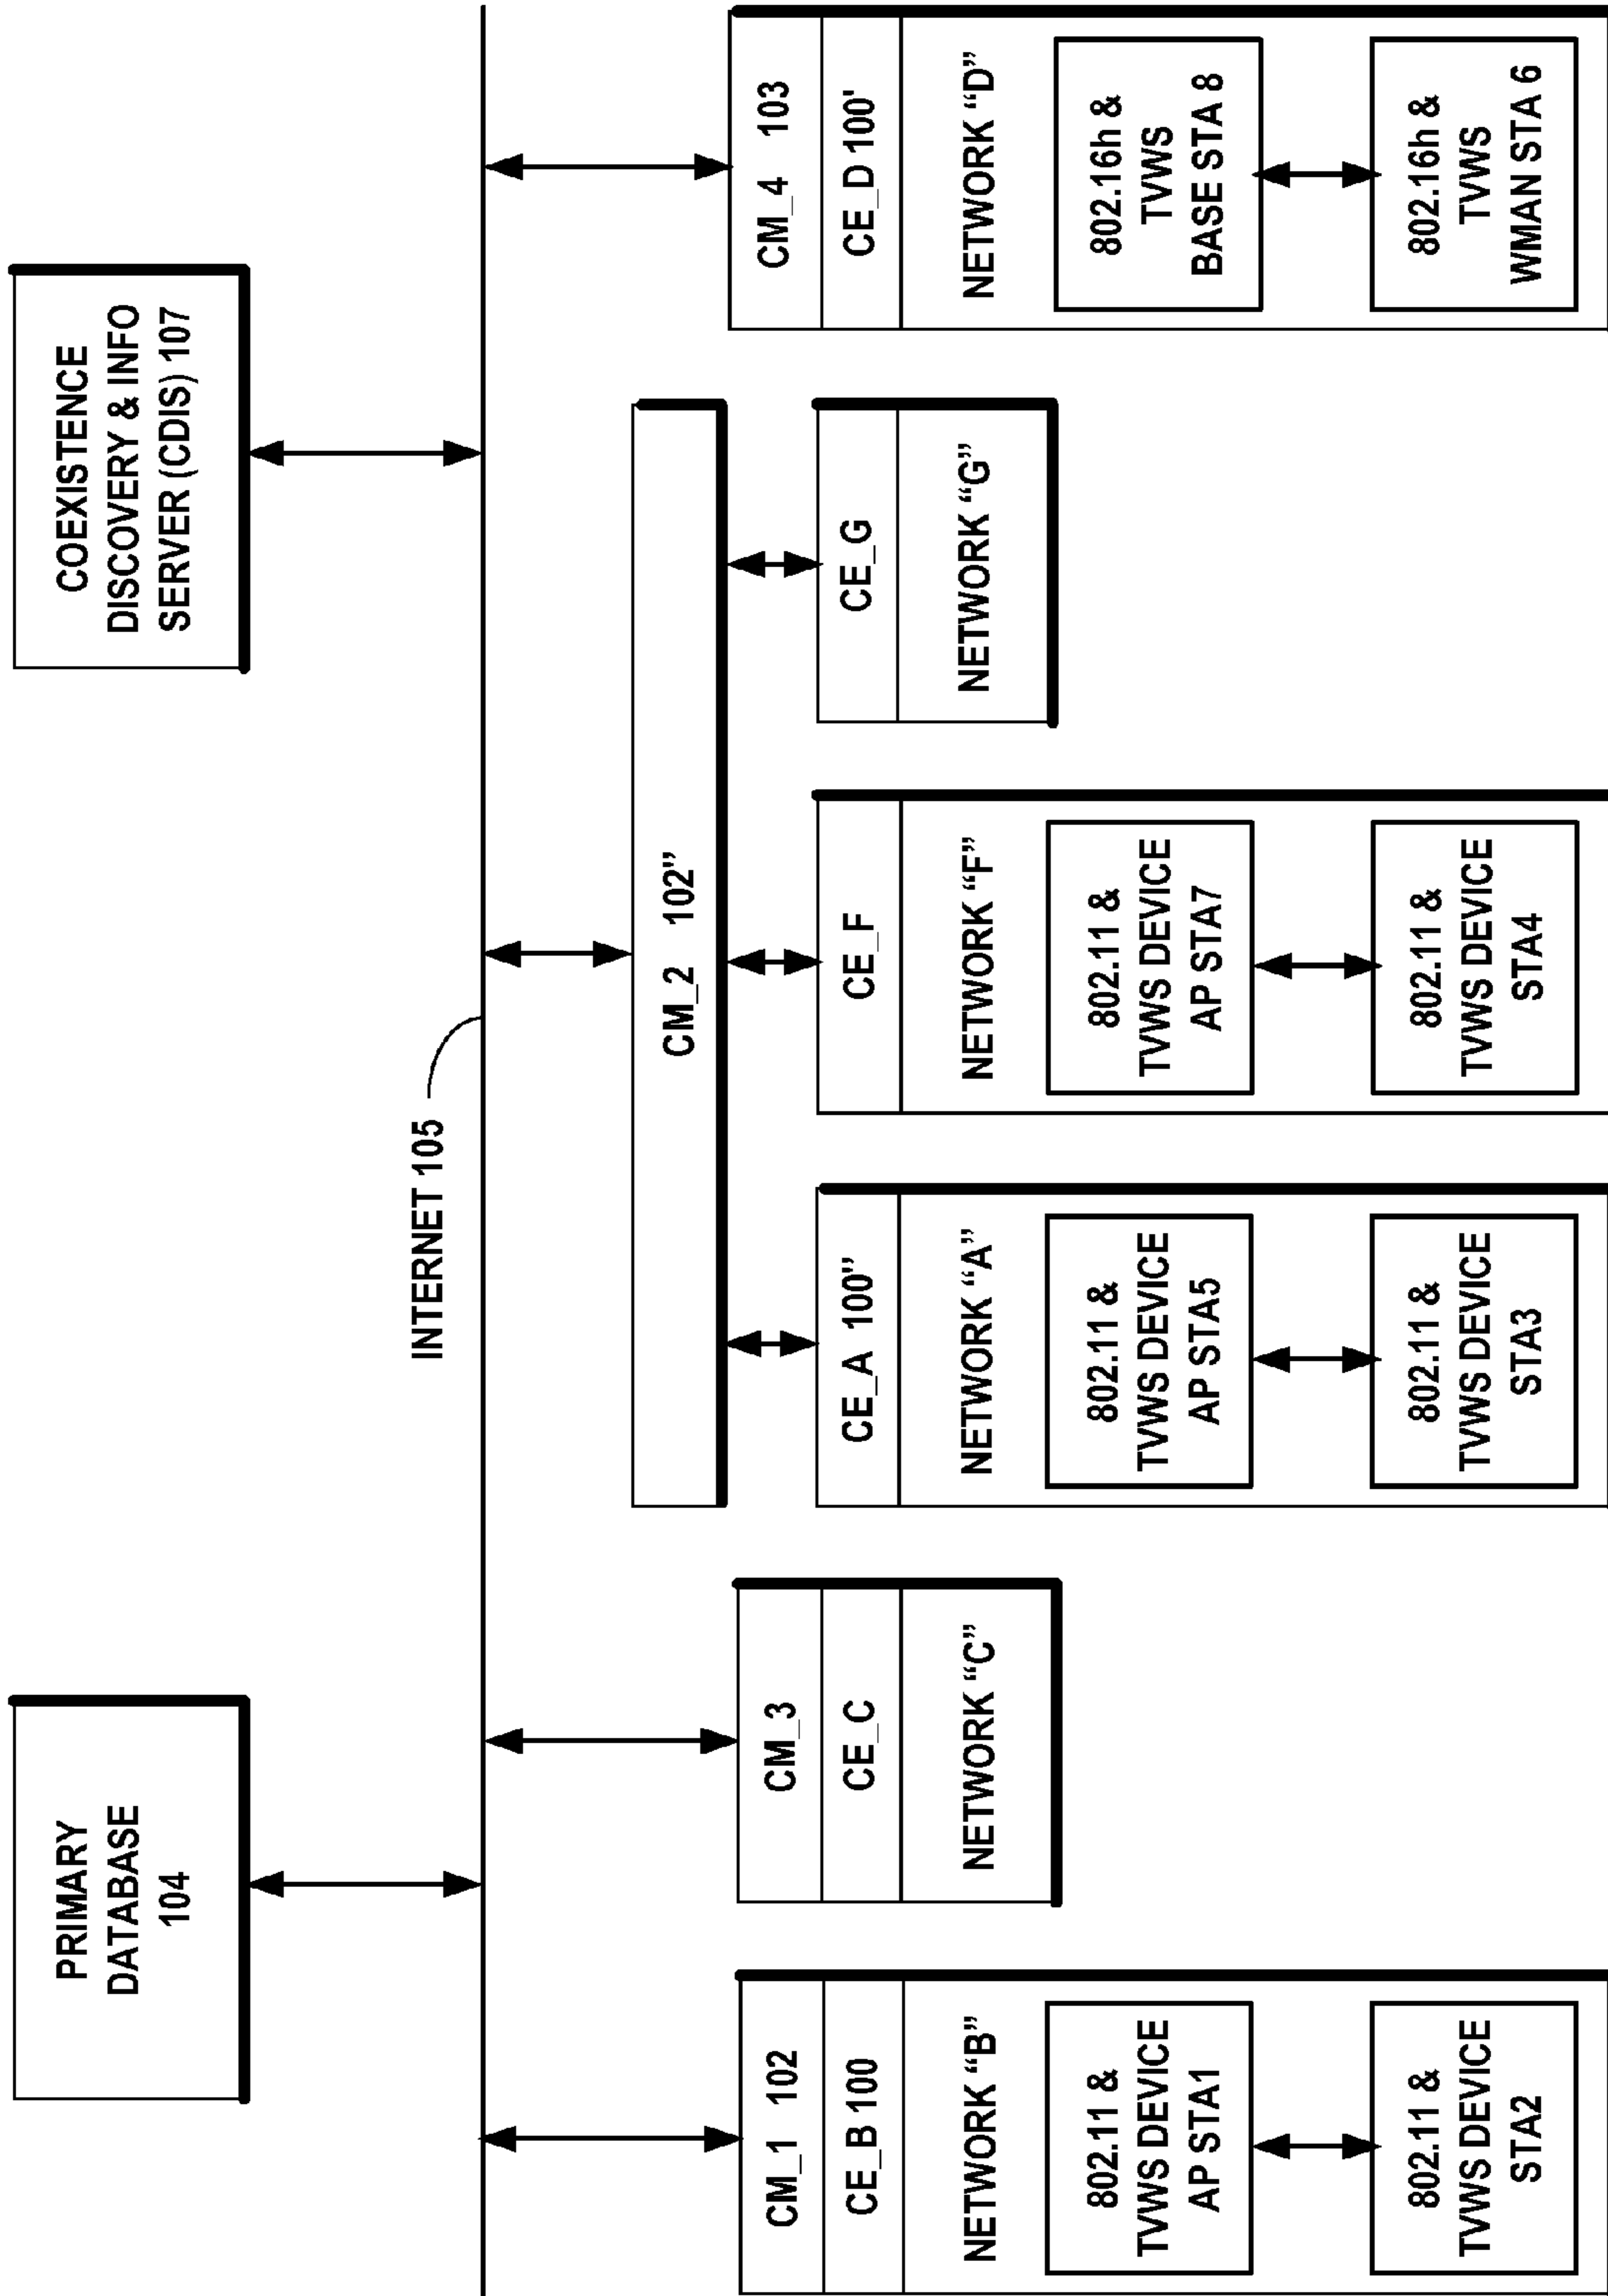 PRIMARY
DATABASE
104
COEXISTENCE
DISCOVERY & INFO
SERVER (CDIS) 107
INTERNET 105
CM_1 102
CE_B 100
NETWORK “B”
802.11 &
TVWS DEVICE
AP STA1
802.11 &
TVWS DEVICE
STA2
CM_3
CE_C
NETWORK “C”
CM_2 102”
CE_A 100”
NETWORK “A”
802.11 &
TVWS DEVICE
AP STA5
802.11 &
TVWS DEVICE
STA3
CE_F
NETWORK “F”
802.11 &
TVWS DEVICE
AP STA7
802.11 &
TVWS DEVICE
STA4
CE_G
NETWORK “G”
CM_4 103
CE_D 100'
NETWORK “D”
802.16h &
TVWS
BASE STA 8
802.16h &
TVWS
WMAN STA 6